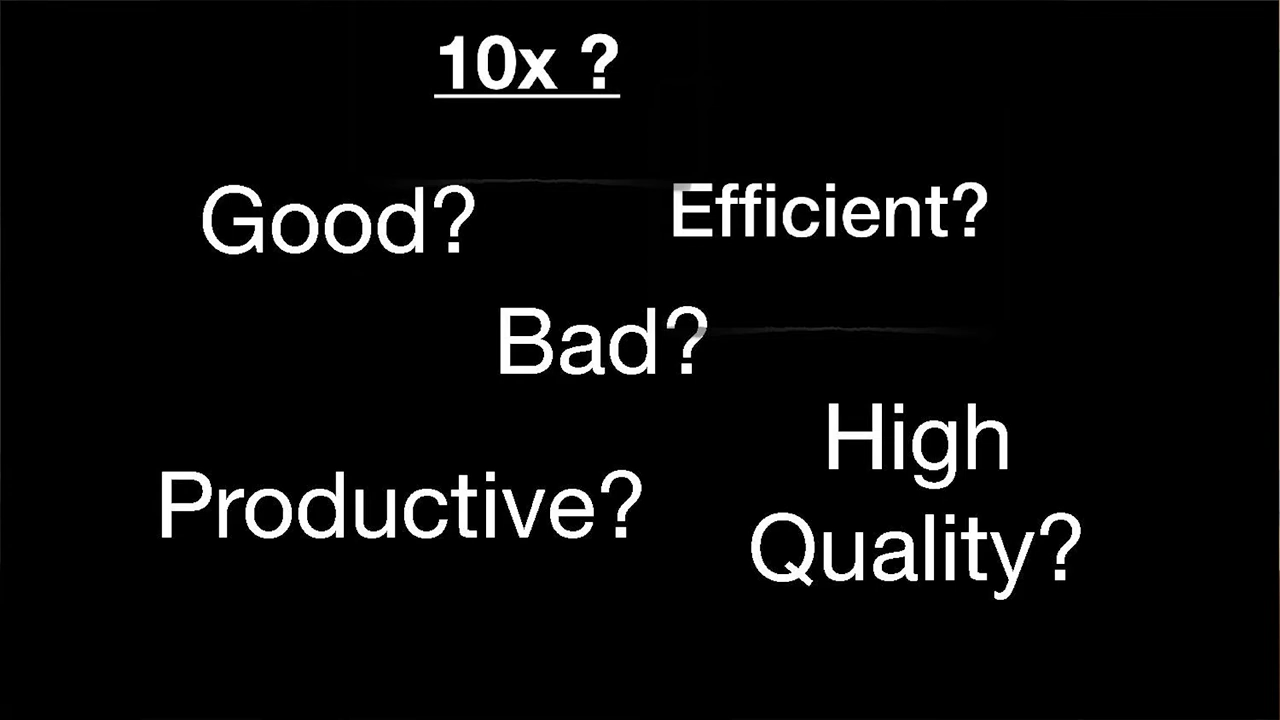 10x ?
Good?
Efficient?
Bad?
High
Quality?
Productive?